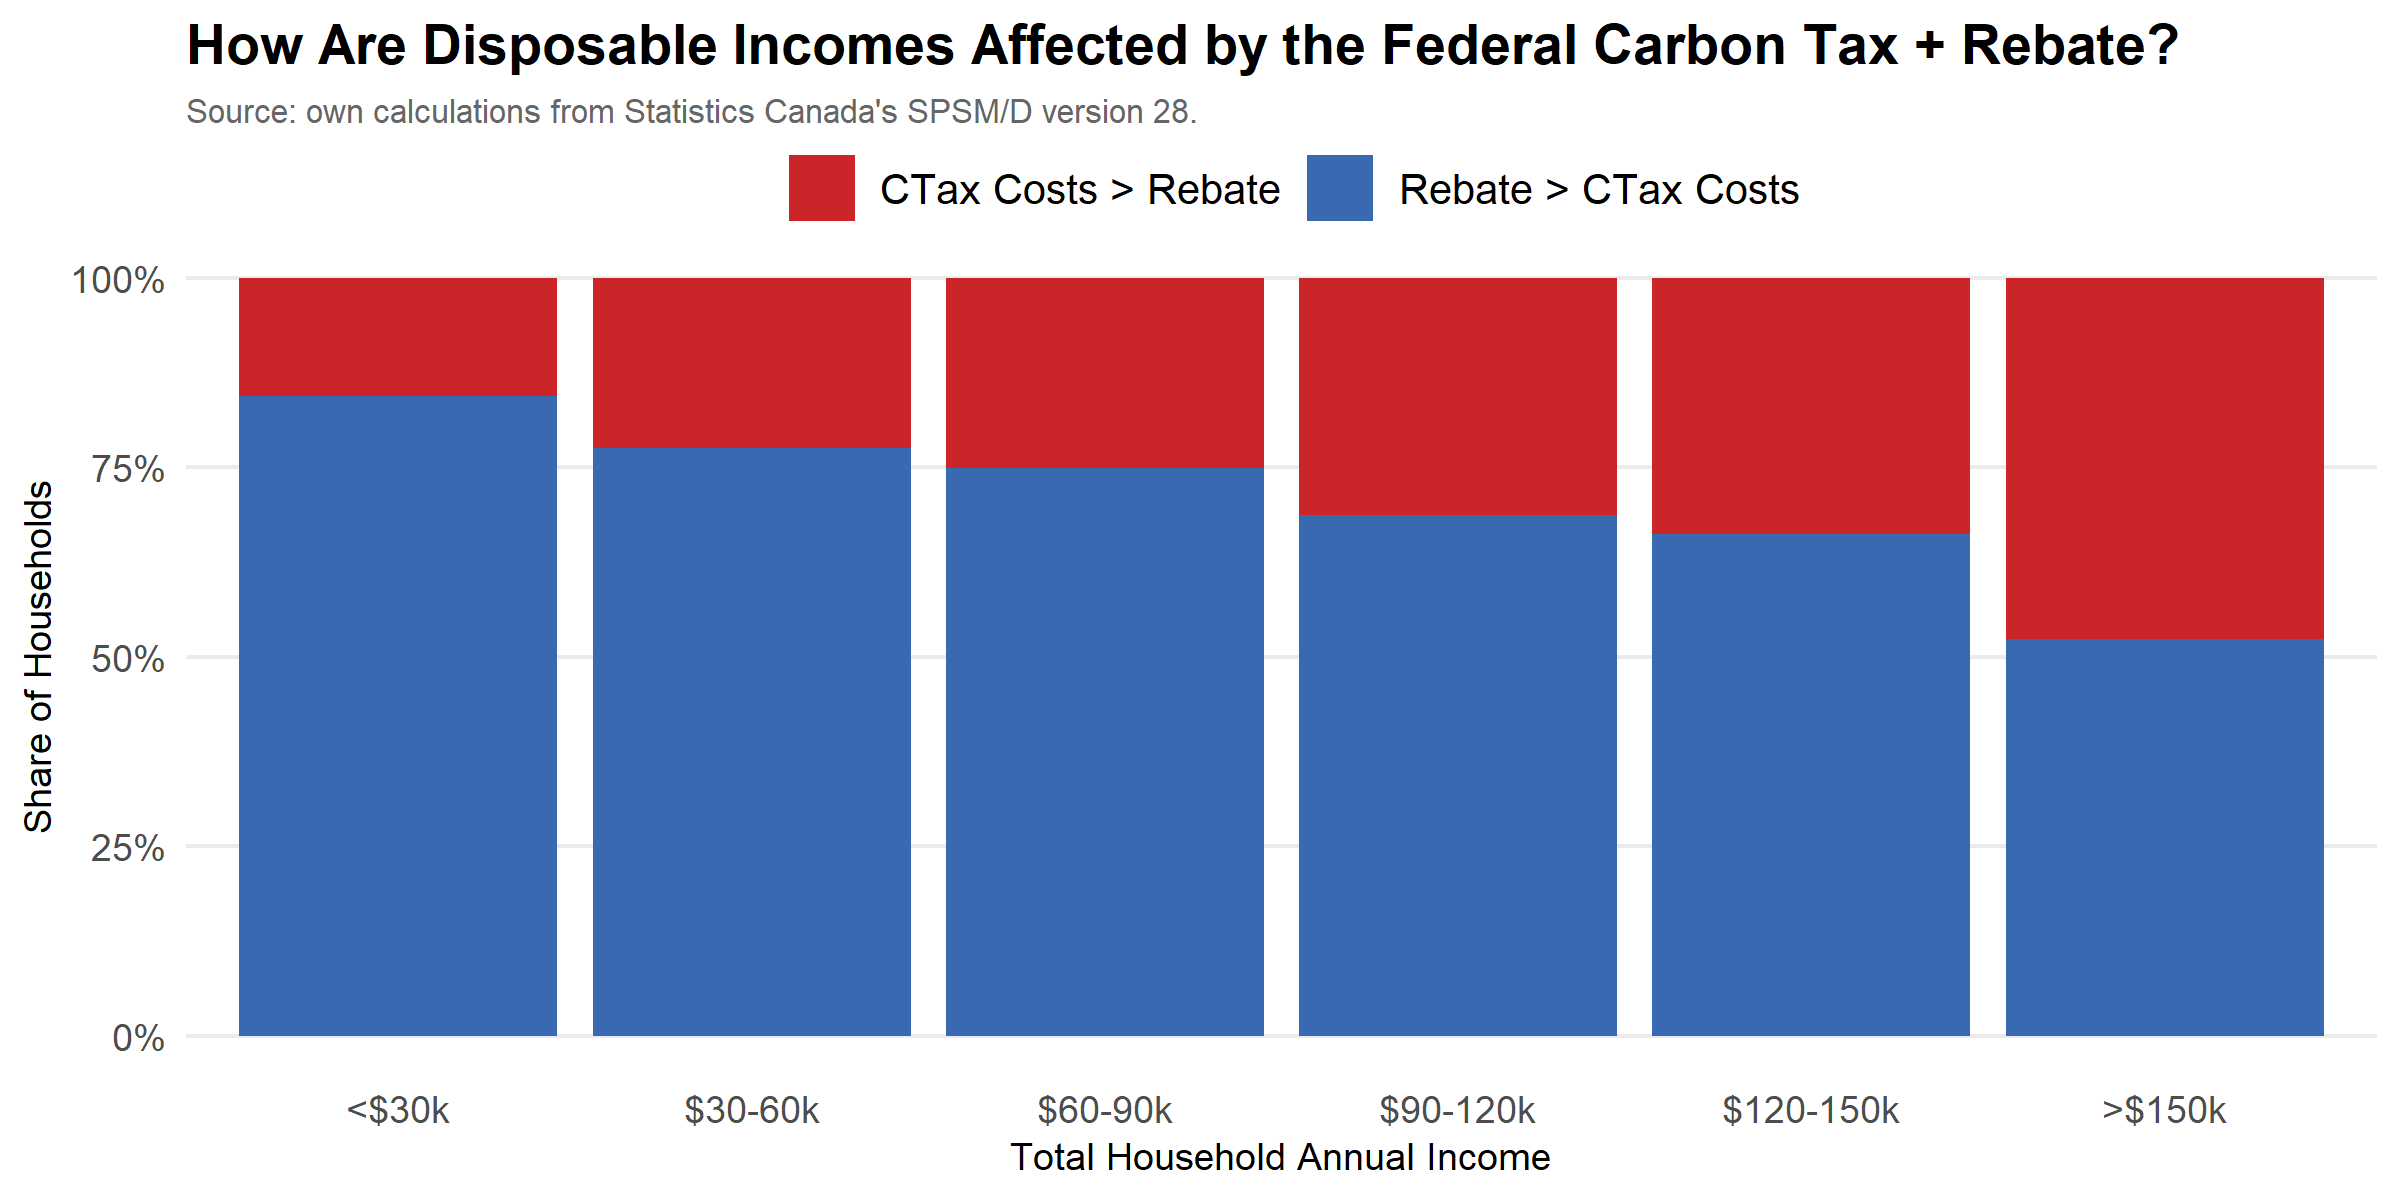 How Are Disposable Incomes Affected by the Federal Carbon Tax + Rebate?
Source: own calculations from Statistics Canada's SPSM/D version 28.
CTax Costs > Rebate
Rebate > CTax Costs
Share of Households
100%
75%
50%
25%
0%
<$30k
$30-60k
$60-90k
$90-120k
$120-150k
>$150k
Total Household Annual Income